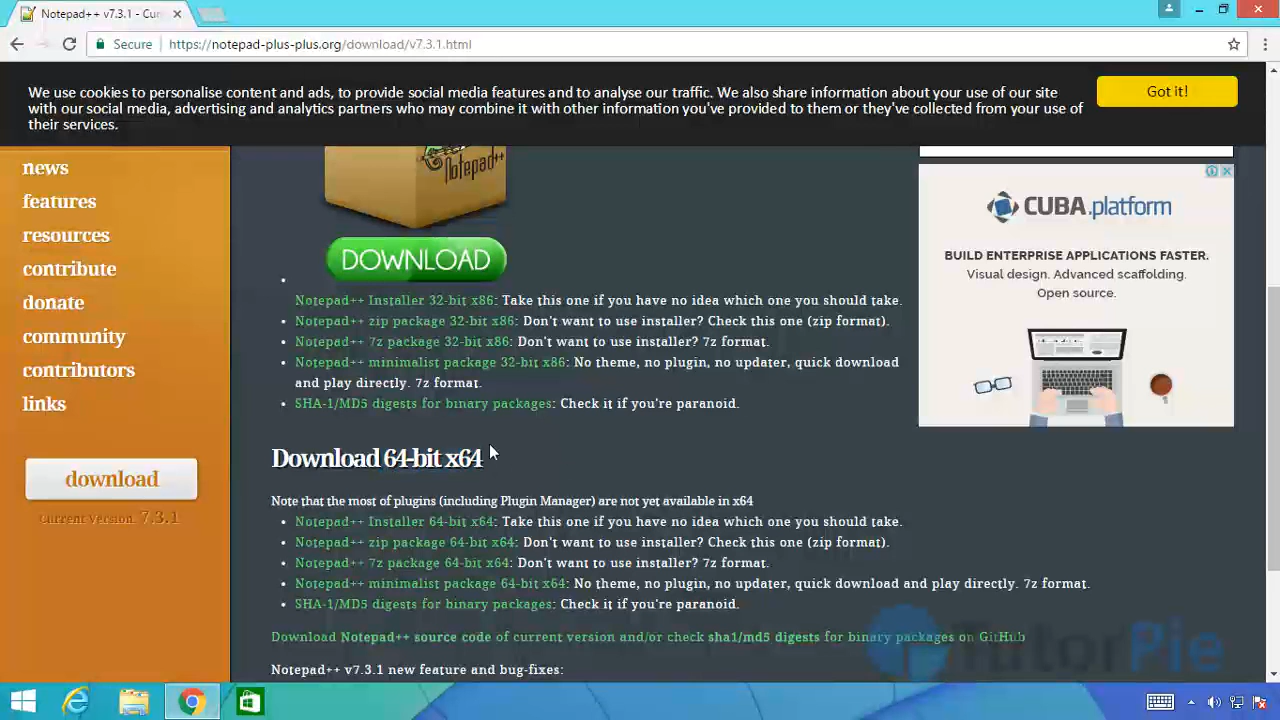 Notepad++ v7.3.1 - Cur
Secure
https://notepad-plus-plus.org/download/v7.3.1.html
We use cookies to personalise content and ads, to provide social media features and to analyse our traffic. We also share information about your use of our site
with our social media, advertising and analytics partners who may combine it with other information you've provided to them or they've collected from your use of
their services.
Got it!
news
features
resources
contribute
donate
community
contributors
links
download
Current Version 7.3.1
Notepad++
DOWNLOAD
• Notepad++ Installer 32-bit x86: Take this one if you have no idea which one you should take.
• Notepad++ zip package 32-bit x86: Don't want to use installer? Check this one (zip format).
• Notepad++ 7z package 32-bit x86: Don't want to use installer? 7z format.
• Notepad++ minimalist package 32-bit x86: No theme, no plugin, no updater, quick download
and play directly. 7z format.
• SHA-1/MD5 digests for binary packages: Check it if you're paranoid.
Download 64-bit x64
Note that the most of plugins (including Plugin Manager) are not yet available in x64
• Notepad++ Installer 64-bit x64: Take this one if you have no idea which one you should take.
• Notepad++ zip package 64-bit x64: Don't want to use installer? Check this one (zip format).
• Notepad++ 7z package 64-bit x64: Don't want to use installer? 7z format.
• Notepad++ minimalist package 64-bit x64: No theme, no plugin, no updater, quick download and play directly. 7z format.
• SHA-1/MD5 digests for binary packages: Check it if you're paranoid.
Download Notepad++ source code of current version and/or check sha1/md5 digests for binary packages on GitHub
Notepad++ v7.3.1 new feature and bug-fixes:
CUBA.platform
BUILD ENTERPRISE APPLICATIONS FASTER.
Visual design. Advanced scaffolding.
Open source.
TutorPie